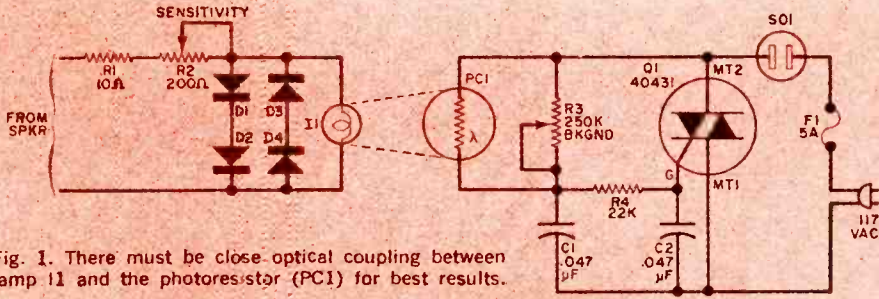 SENSITIVITY
R1
10Ω
R2
200Ω
FROM
SPKR
D1
D3
D2
D4
I1
PC1
λ
R3
250K
BKGND
Q1
40431
MT2
SO1
F1
5A
G
MT1
R4
22K
C1
.047
µF
C2
.047
µF
117
VAC
Fig. 1. There must be close optical coupling between
lamp I1 and the photoresistor (PC1) for best results.